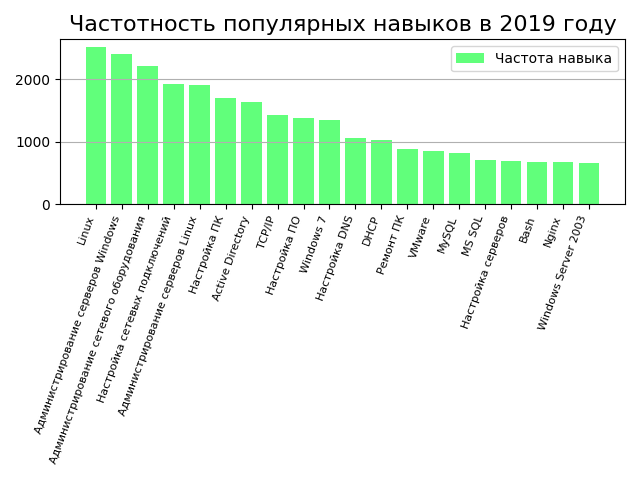 Частотность популярных навыков в 2019 году
Частота навыка
2000
1000
0
Linux
Администрирование серверов Windows
Администрирование сетевого оборудования
Настройка сетевых подключений
Администрирование серверов Linux
Настройка ПК
Active Directory
TCP/IP
Настройка ПО
Windows 7
Настройка DNS
DHCP
Ремонт ПК
VMware
MySQL
MS SQL
Настройка серверов
Bash
Nginx
Windows Server 2003